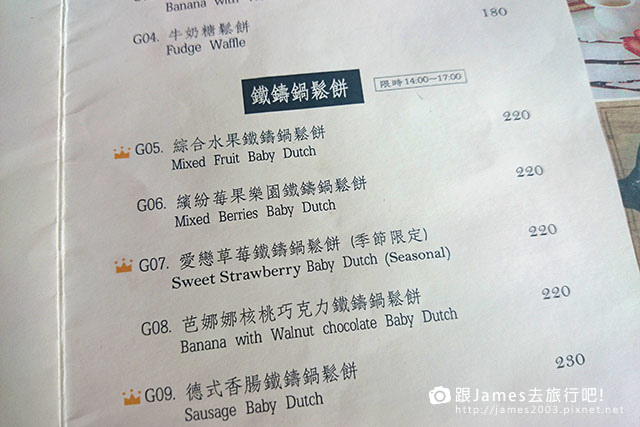 Banana with
G04. 牛奶糖鬆餅 180
Fudge Waffle
鐵鑄鍋鬆餅 限時 14:00~17:00
G05. 綜合水果鐵鑄鍋鬆餅 220
Mixed Fruit Baby Dutch
G06. 繽紛莓果樂園鐵鑄鍋鬆餅 220
Mixed Berries Baby Dutch
G07. 愛戀草莓鐵鑄鍋鬆餅 (季節限定) 220
Sweet Strawberry Baby Dutch (Seasonal)
G08. 芭娜娜核桃巧克力鐵鑄鍋鬆餅 220
Banana with Walnut chocolate Baby Dutch
G09. 德式香腸鐵鑄鍋鬆餅 230
Sausage Baby Dutch
跟James去旅行吧!
http://james2003.pixnet.net